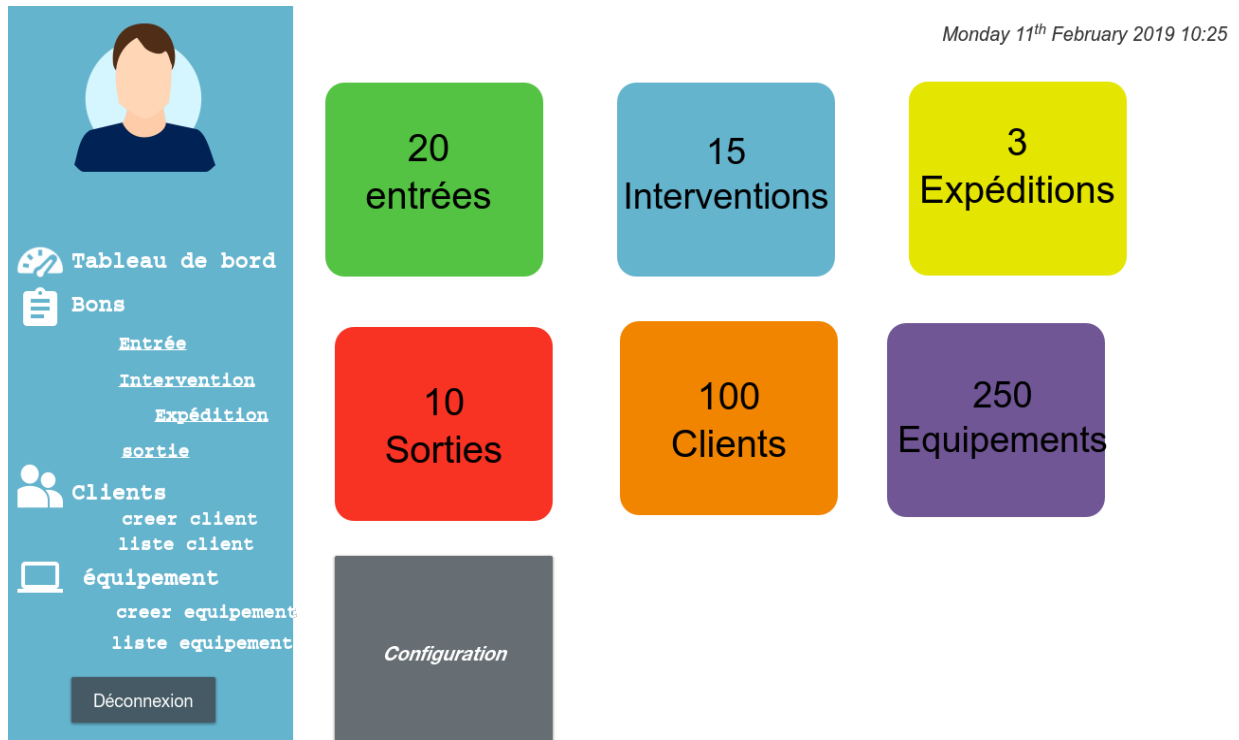 Monday 11th February 2019 10:25
Tableau de bord
Bons
Entrée
Intervention
Expédition
sortie
Clients
creer client
liste client
équipement
creer equipement
liste equipement
Déconnexion
20
entrées
15
Interventions
3
Expéditions
10
Sorties
100
Clients
250
Equipements
Configuration